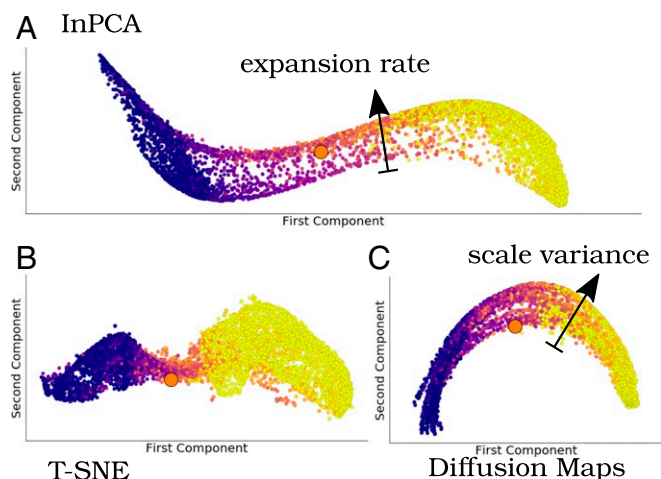 A InPCA
expansion rate
Second Component
First Component
B
C
scale variance
Second Component
First Component
T-SNE
Second Component
First Component
Diffusion Maps